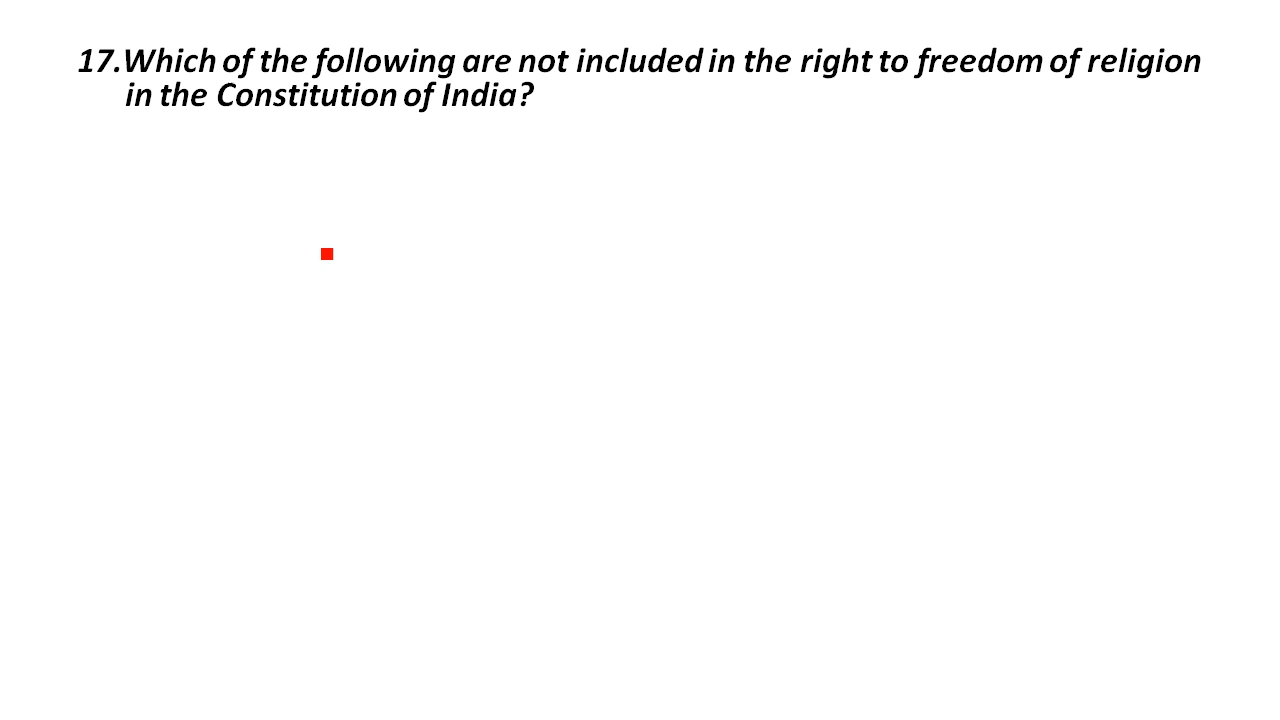 17.Which of the following are not included in the right to freedom of religion
in the Constitution of India?